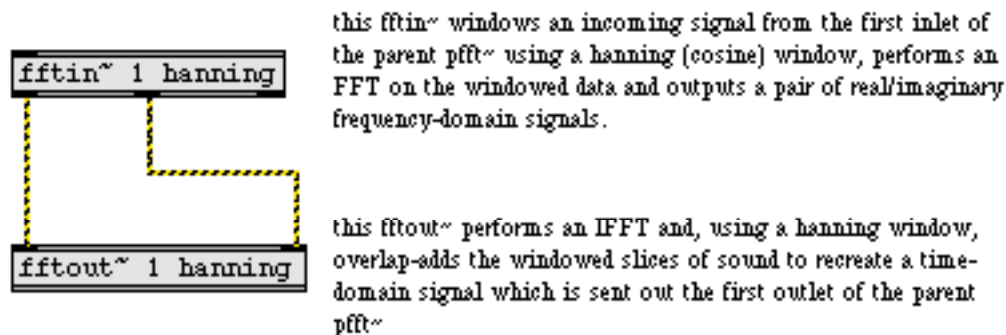 this fftin~ windows an incoming signal from the first inlet of
the parent pfft~ using a hanning (cosine) window, performs an
fftin~ 1 hanning
FFT on the windowed data and outputs a pair of real/imaginary
frequency-domain signals.
this fftout~ performs an IFFT and, using a hanning window,
fftout~ 1 hanning
overlap-adds the windowed slices of sound to recreate a time-
domain signal which is sent out the first outlet of the parent
pfft~